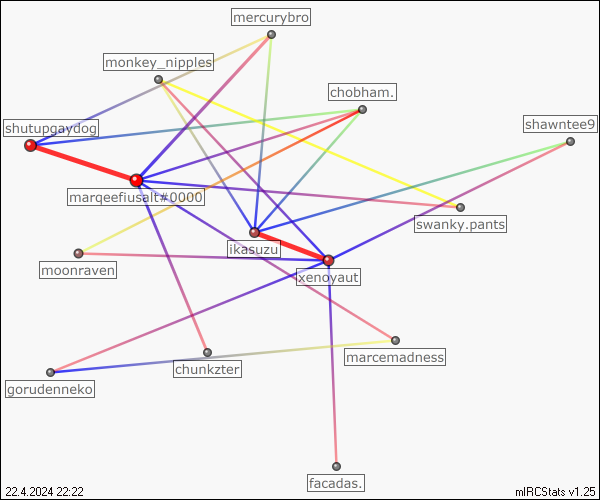 mercurybro
monkey_nipples
chobham.
shutupgaydog
shawntee9
marqeefiusalt#0000
swanky.pants
ikasuzu
moonraven
xenoyaut
marcemadness
chunkzter
gorudenneko
facadas.
22.4.2024 22:22
mIRCStats v1.25